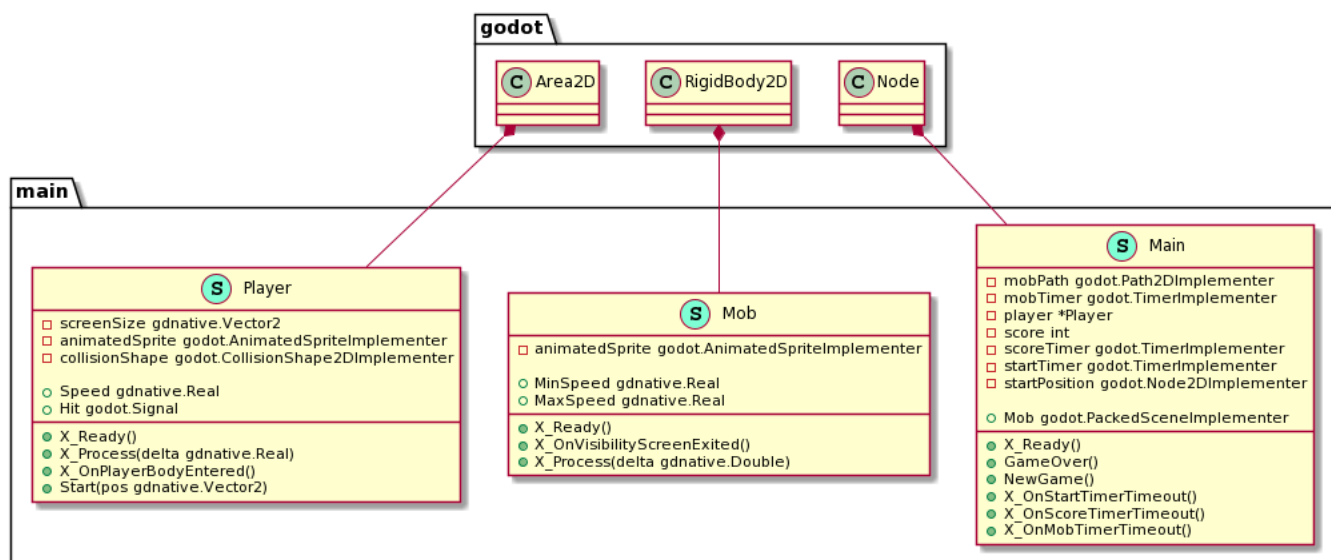 godot
C Area2D
C RigidBody2D
C Node
main
S Player
screenSize gdnative.Vector2
animatedSprite godot.AnimatedSpriteImplementer
collisionShape godot.CollisionShape2DImplementer
Speed gdnative.Real
Hit godot.Signal
X_Ready()
X_Process(delta gdnative.Real)
X_OnPlayerBodyEntered()
Start(pos gdnative.Vector2)
S Mob
animatedSprite godot.AnimatedSpriteImplementer
MinSpeed gdnative.Real
MaxSpeed gdnative.Real
X_Ready()
X_OnVisibilityScreenExited()
X_Process(delta gdnative.Double)
S Main
mobPath godot.Path2DImplementer
mobTimer godot.TimerImplementer
player *Player
score int
scoreTimer godot.TimerImplementer
startTimer godot.TimerImplementer
startPosition godot.Node2DImplementer
Mob godot.PackedSceneImplementer
X_Ready()
GameOver()
NewGame()
X_OnStartTimerTimeout()
X_OnScoreTimerTimeout()
X_OnMobTimerTimeout()